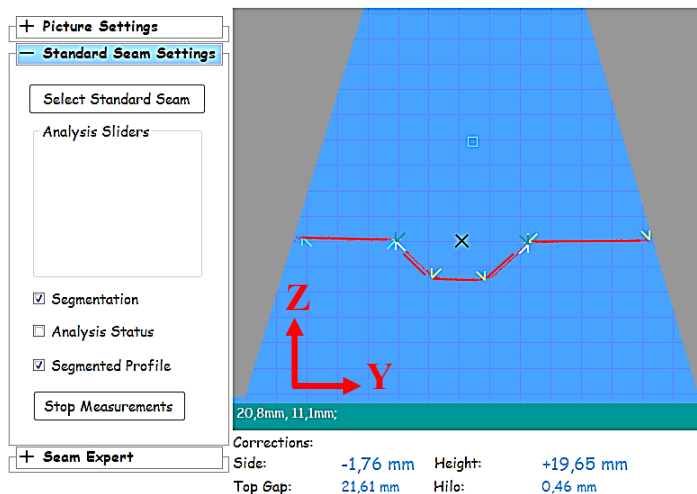 + Picture Settings
− Standard Seam Settings
Select Standard Seam
Analysis Sliders
Segmentation
Analysis Status
Segmented Profile
Stop Measurements
+ Seam Expert
Z
Y
20,8mm, 11,1mm;
Corrections:
Side: -1,76 mm Height: +19,65 mm
Top Gap: 21,61 mm Hilo: 0,46 mm